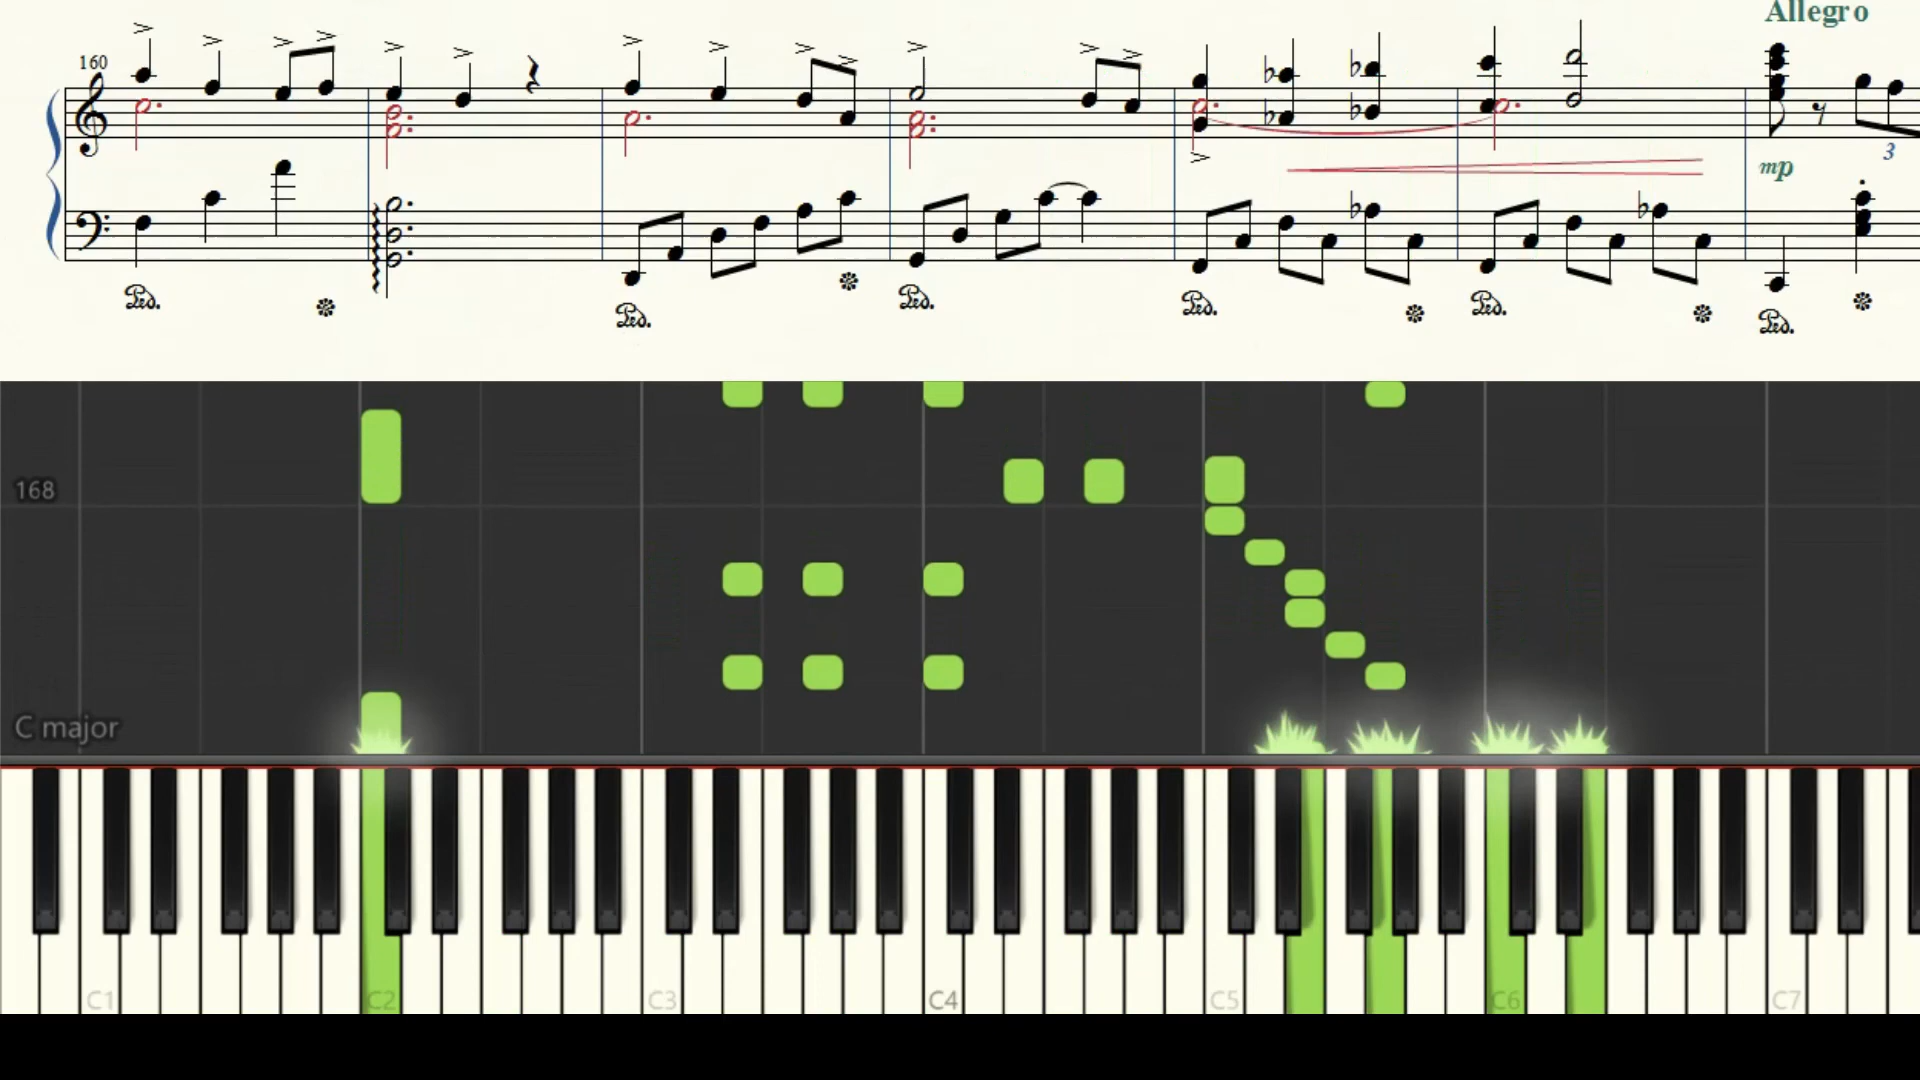 Allegro
160
3
mp
Ped. Ped. Ped. Ped. Ped. Ped.
168
C major
C1 C2 C3 C4 C5 C6 C7